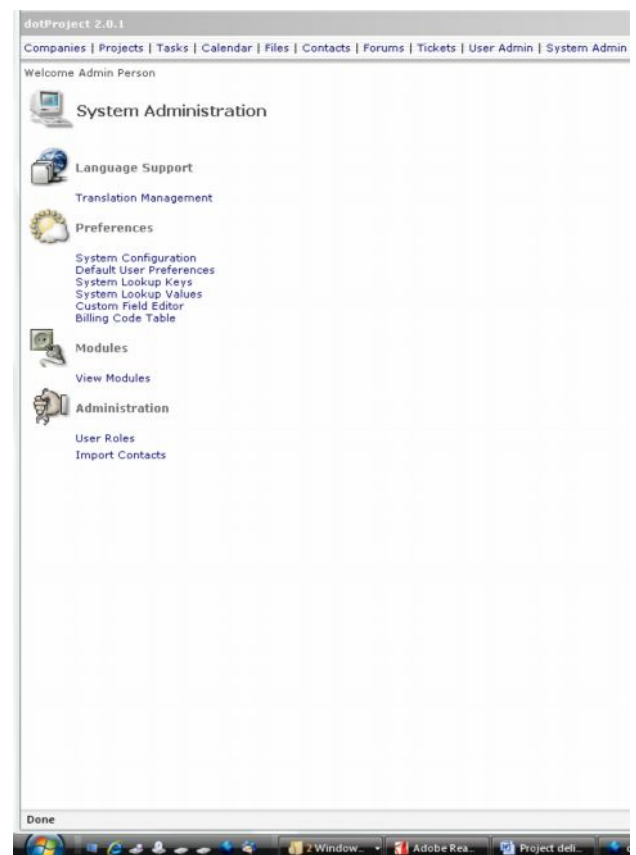 dotProject 2.0.1
Companies | Projects | Tasks | Calendar | Files | Contacts | Forums | Tickets | User Admin | System Admin
Welcome Admin Person
System Administration
Language Support
Translation Management
Preferences
System Configuration
Default User Preferences
System Lookup Keys
System Lookup Values
Custom Field Editor
Billing Code Table
Modules
View Modules
Administration
User Roles
Import Contacts
Done
2 Window... Adobe Rea... Project deli...